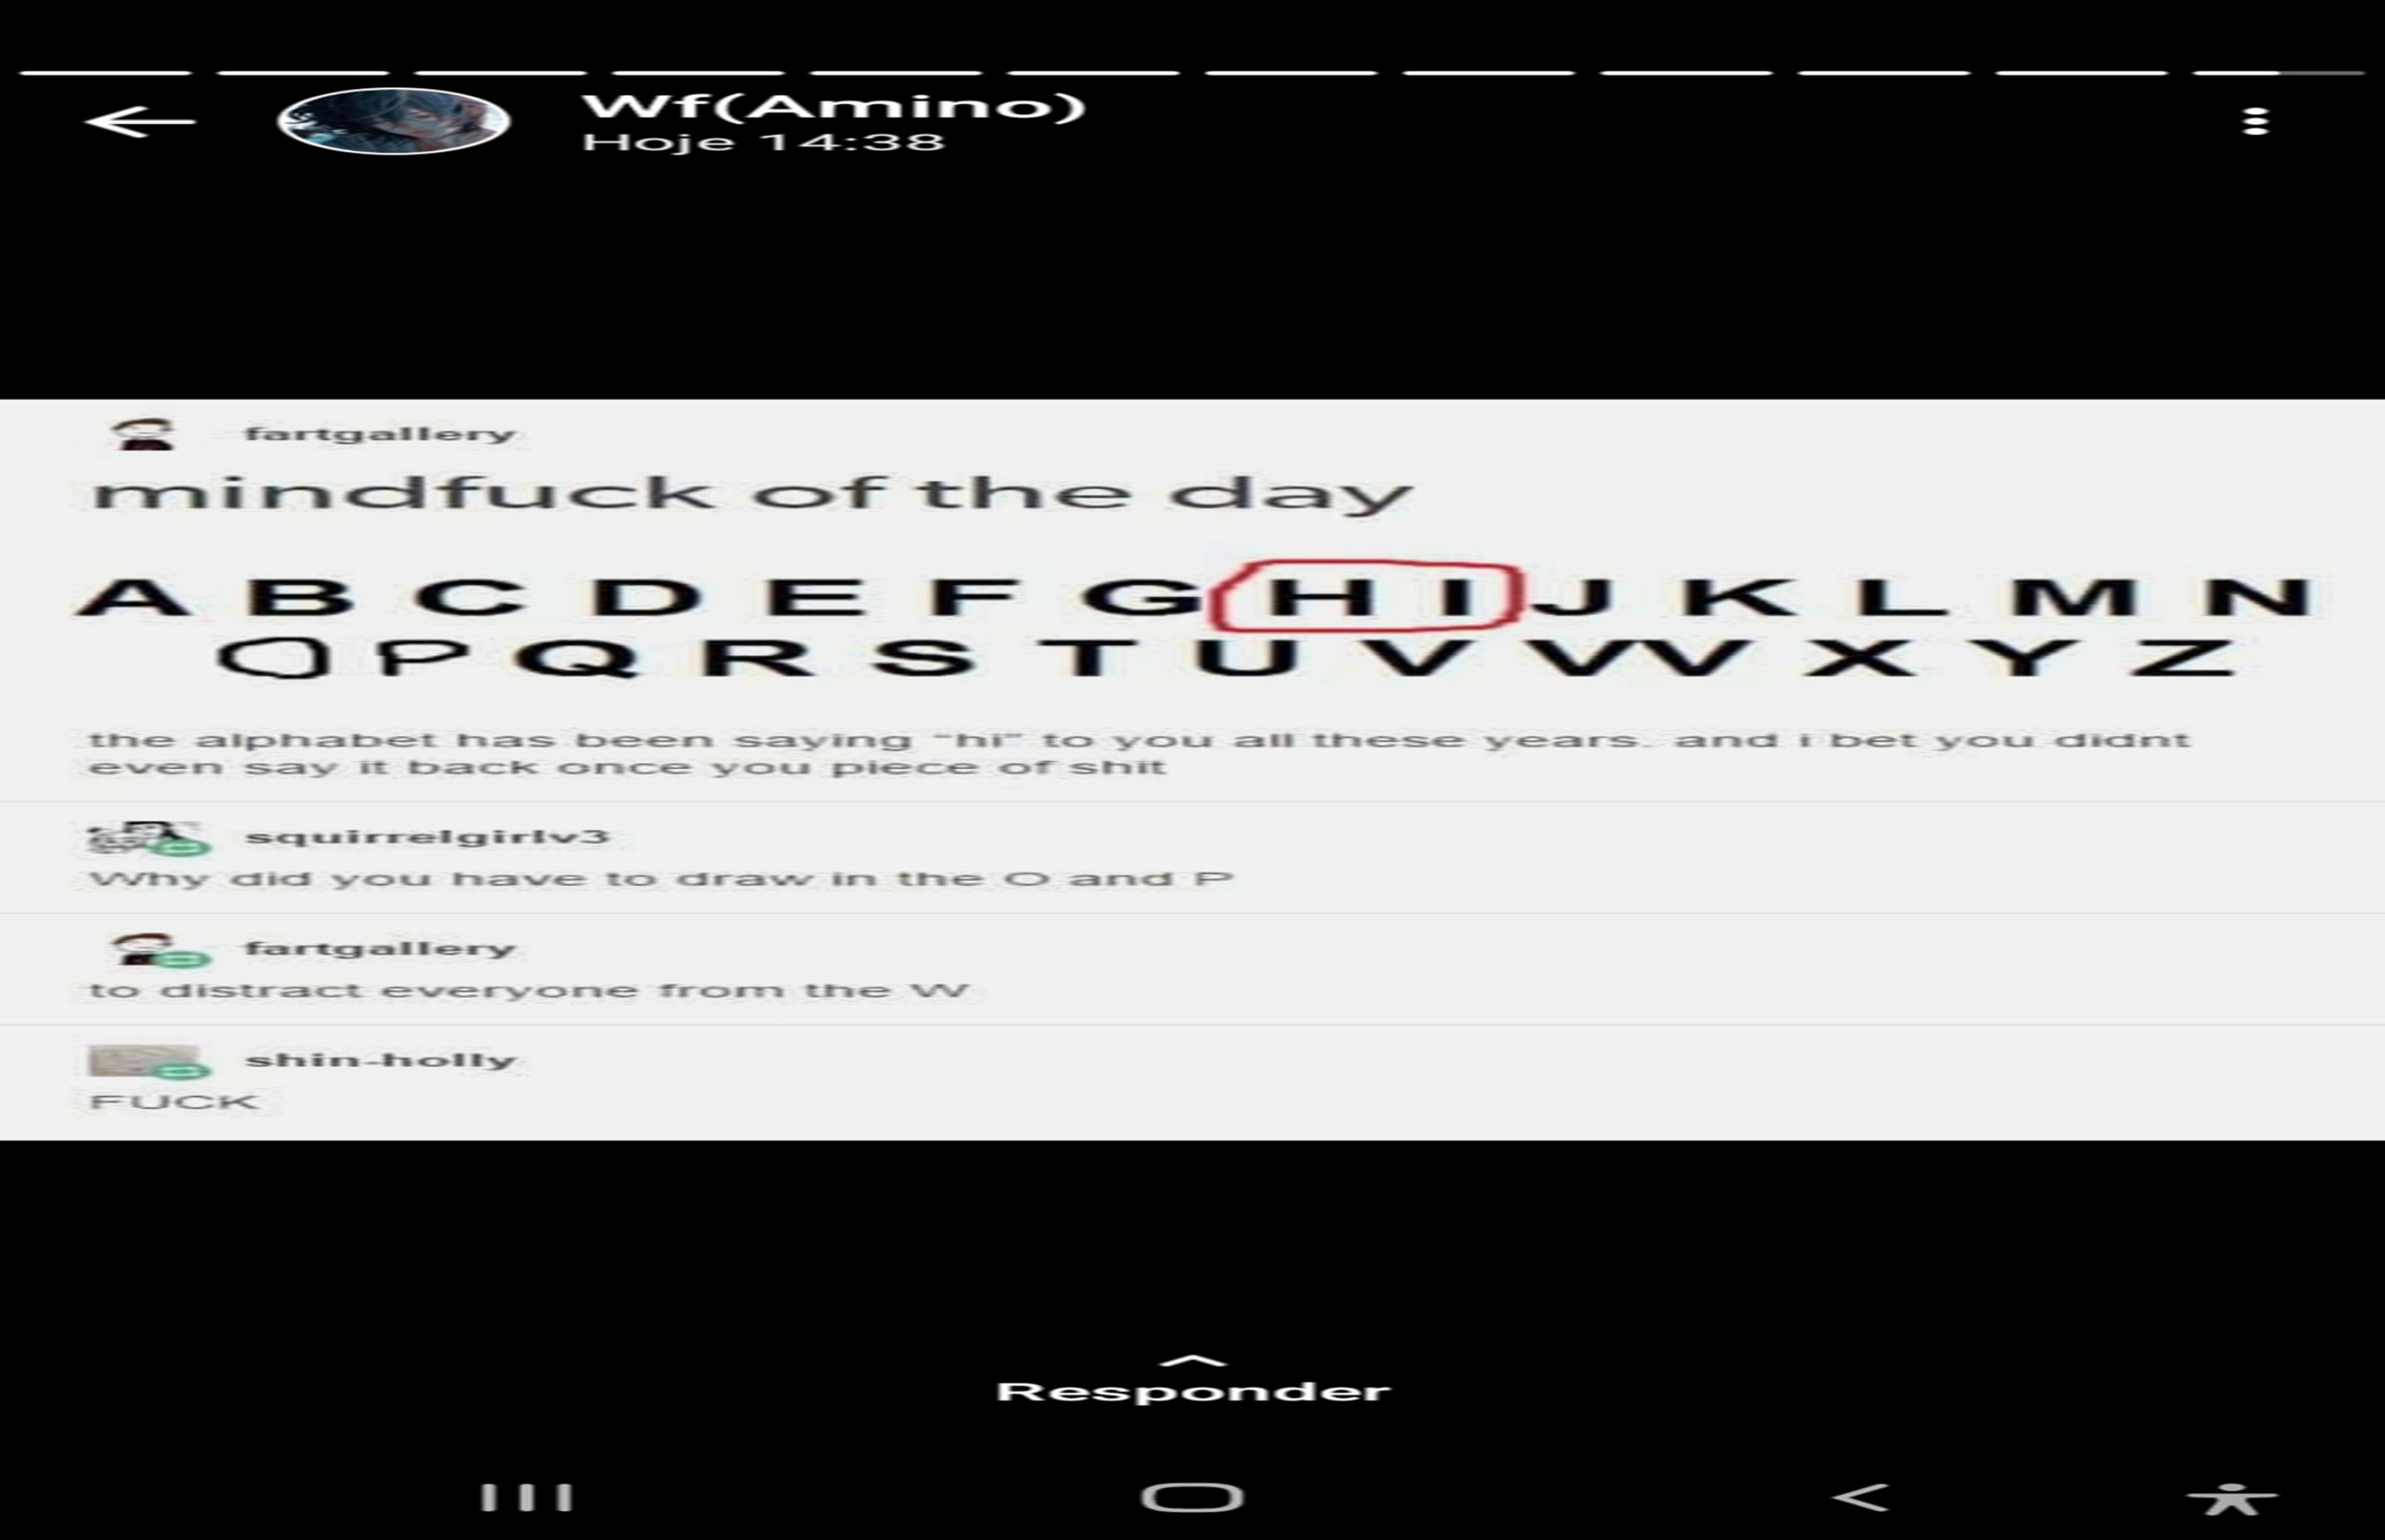 Wf(Amino)
Hoje 14:38
fartgallery
mindfuck of the day
A B C D E F G H I J K L M N
O P Q R S T U V VV X Y Z
the alphabet has been saying "hi" to you all these years. and i bet you didnt
even say it back once you piece of shit
squirrelgirlv3
Why did you have to draw in the O and P
fartgallery
to distract everyone from the W
shin-holly
FUCK
Responder